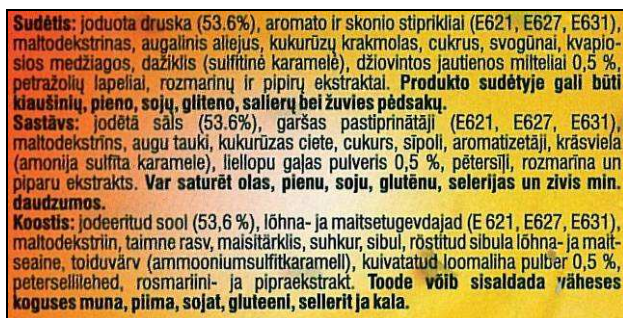 Sudėtis: joduota druska (53.6%), aromato ir skonio stiprikliai (E621, E627, E631),
maltodekstrinas, augalinis aliejus, kukurūzų krakmolas, cukrus, svogūnai, kvapio-
sios medžiagos, dažiklis (sulfitinė karamelė), džiovintos jautienos milteliai 0,5 %,
petražolių lapeliai, rozmarinų ir pipirų ekstraktai. Produkto sudėtyje gali būti
kiaušinių, pieno, sojų, gliteno, salierų bei žuvies pėdsakų.
Sastāvs: jodētā sāls (53.6%), garšas pastiprinātāji (E621, E627, E631),
maltodekstrīns, augu tauki, kukurūzas ciete, cukurs, sīpoli, aromatizetāji, krāsviela
(amonija sulfīta karamele), liellopu gaļas pulveris 0,5 %, pētersīļi, rozmarīna un
piparu ekstrakts. Var saturēt olas, pienu, soju, glutēnu, selerijas un zivis min.
daudzumos.
Koostis: jodeeritud sool (53,6 %), lõhna- ja maitsetugevdajad (E 621, E627, E631),
maltodekstriin, taimne rasv, maisitärklis, suhkur, sibul, röstitud sibula lõhna- ja mait-
seaine, toiduvärv (ammooniumsulfitkaramell), kuivatatud loomaliha pulber 0,5 %,
petersellilehed, rosmariini- ja pipraekstrakt. Toode võib sisaldada väheses
koguses muna, piima, sojat, gluteeni, sellerit ja kala.